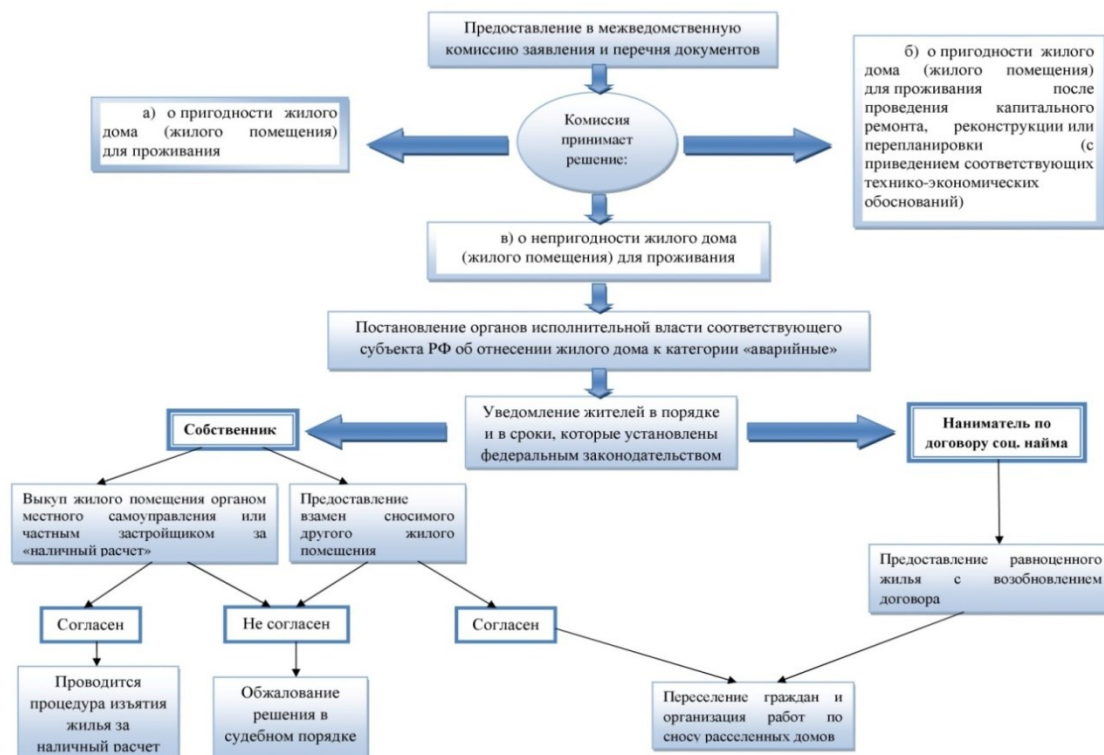 Предоставление в межведомственную
комиссию заявления и перечня документов
а) о пригодности жилого
дома (жилого помещения)
для проживания
Комиссия
принимает
решение:
б) о пригодности жилого
дома (жилого помещения)
для проживания после
проведения капитального
ремонта, реконструкции или
перепланировки (с
приведением соответствующих
технико-экономических
обоснований)
в) о непригодности жилого дома
(жилого помещения) для проживания
Постановление органов исполнительной власти соответствующего
субъекта РФ об отнесении жилого дома к категории «аварийные»
Собственник
Уведомление жителей в порядке
и в сроки, которые установлены
федеральным законодательством
Наниматель по
договору соц. найма
Выкуп жилого помещения органом
местного самоуправления или
частным застройщиком за
«наличный расчет»
Предоставление
взамен сносимого
другого жилого
помещения
Предоставление равноценного
жилья с возобновлением
договора
Согласен
Не согласен
Согласен
Проводится
процедура изъятия
жилья за
наличный расчет
Обжалование
решения в
судебном порядке
Переселение граждан и
организация работ по
сносу расселенных домов